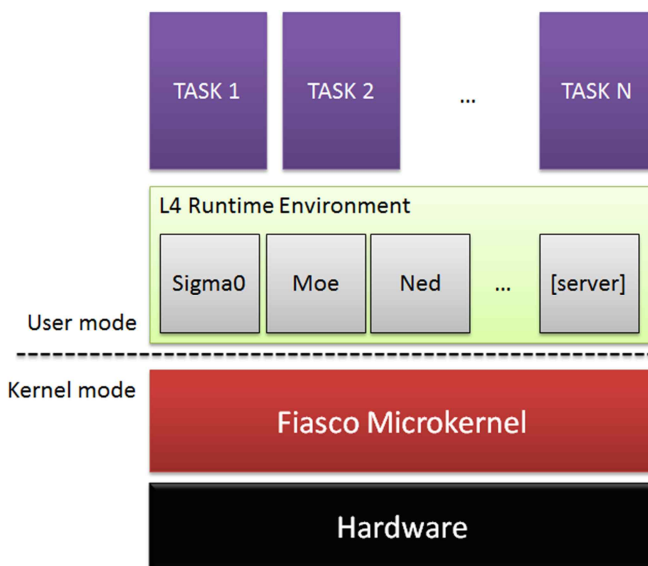 TASK 1
TASK 2
...
TASK N
L4 Runtime Environment
Sigma0
Moe
Ned
...
[server]
User mode
Kernel mode
Fiasco Microkernel
Hardware